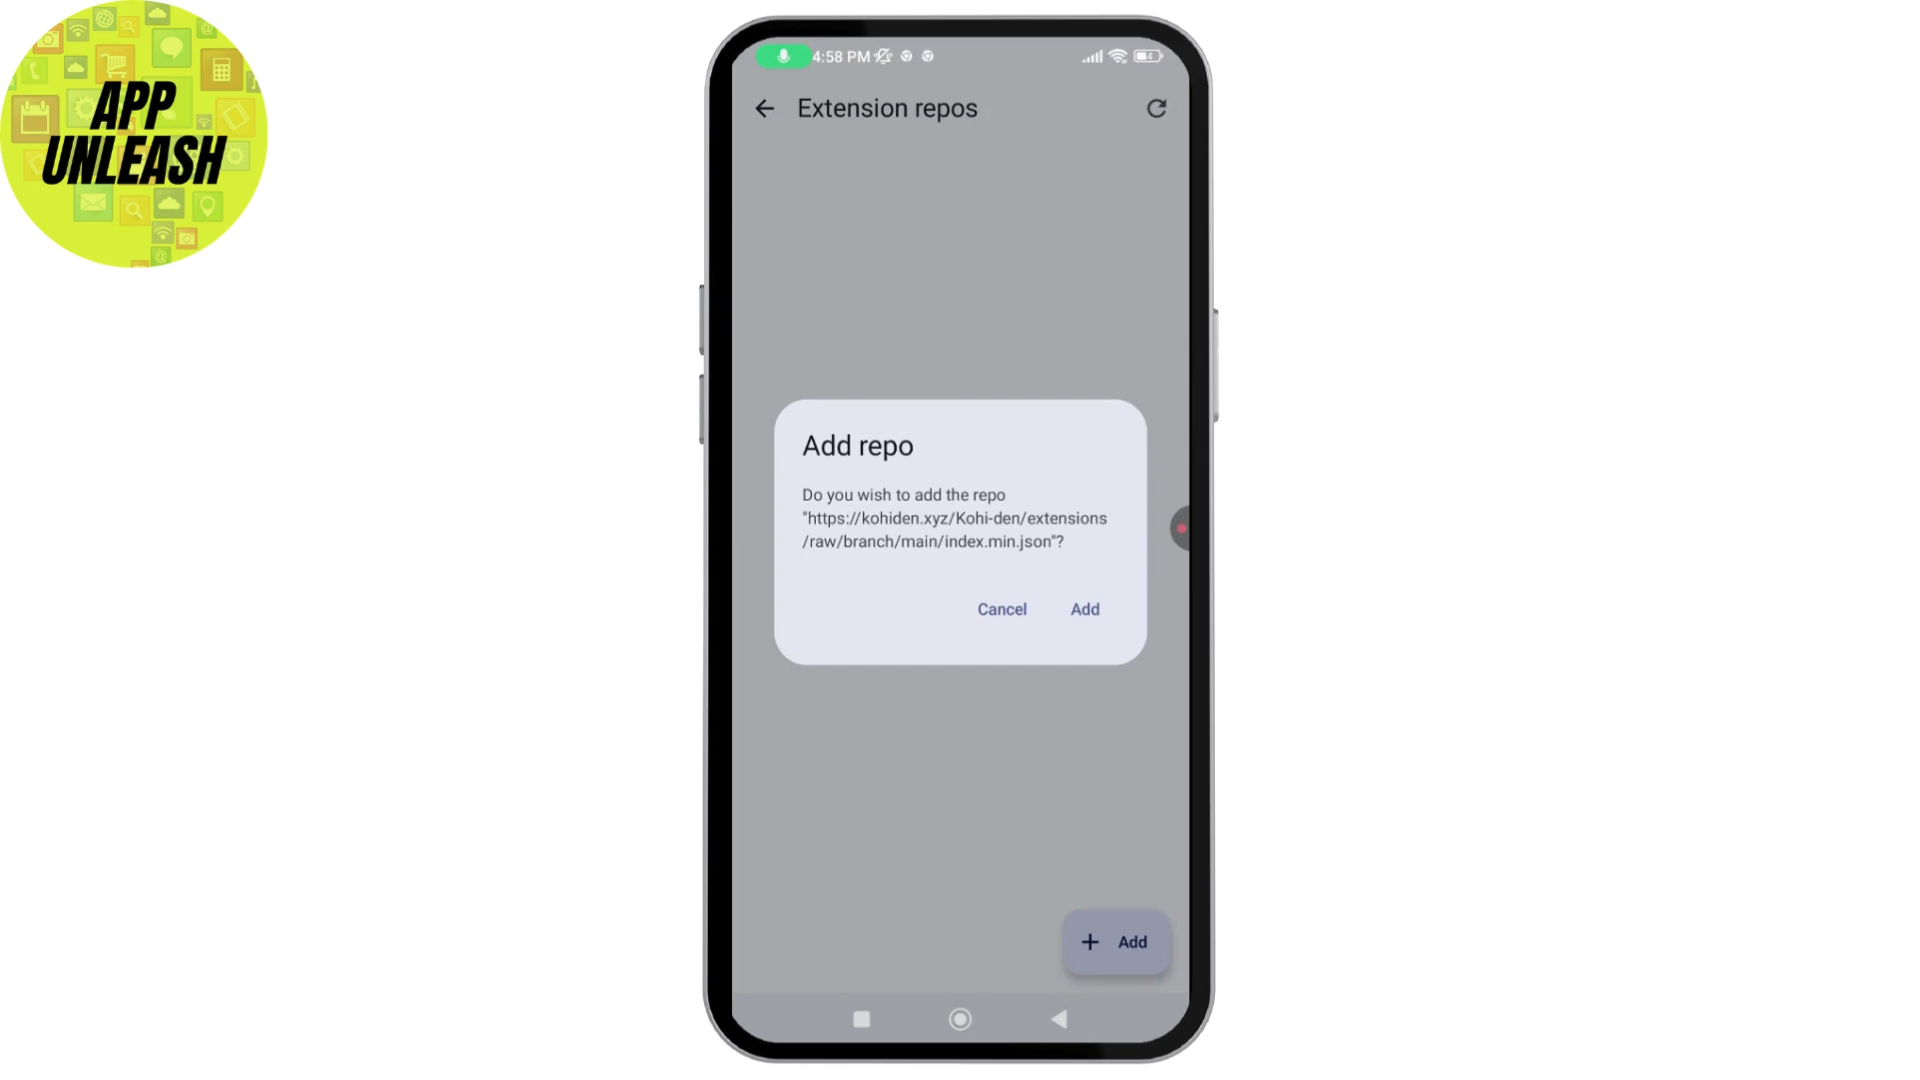 APP
UNLEASH
4:58 PM
Extension repos
Add repo
Do you wish to add the repo
"https://kohiden.xyz/Kohi-den/extensions
/raw/branch/main/index.min.json"?
Cancel Add
+ Add